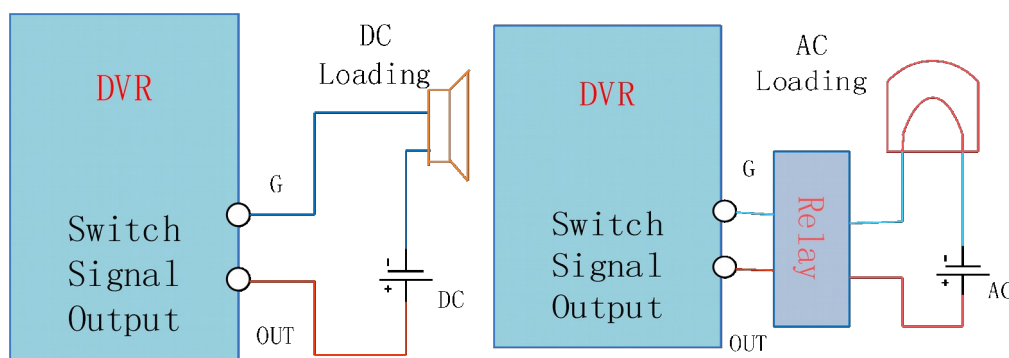 DC
Loading
DVR
G
Switch
Signal
Output
OUT
-
+
DC
AC
Loading
DVR
G
Relay
Switch
Signal
Output
OUT
-
+
AC